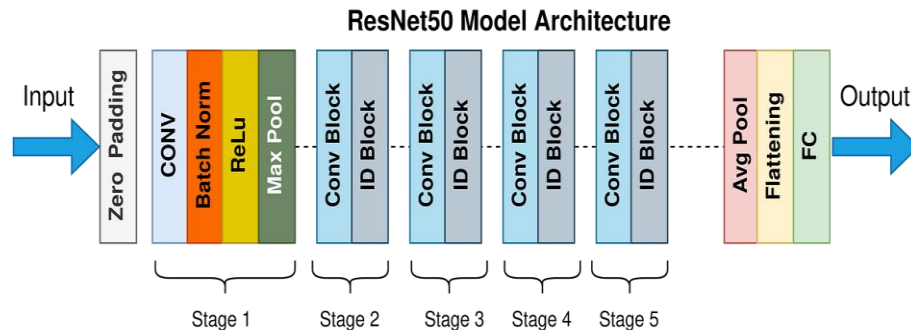 ResNet50 Model Architecture
Input
Zero Padding
CONV
Batch Norm
ReLu
Max Pool
Conv Block
ID Block
Conv Block
ID Block
Conv Block
ID Block
Conv Block
ID Block
Avg Pool
Flattening
FC
Output
Stage 1
Stage 2
Stage 3
Stage 4
Stage 5